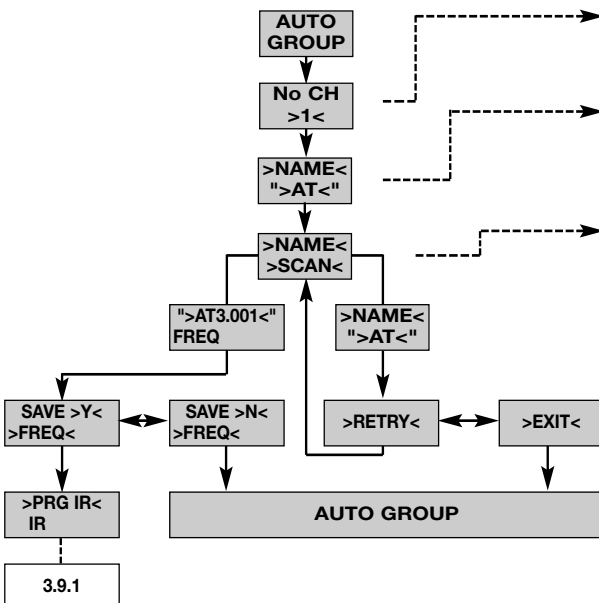 AUTO
GROUP
No CH
>1<
>NAME<
">AT<"
>NAME<
>SCAN<
">AT3.001<"
FREQ
>NAME<
">AT<"
SAVE >Y<
>FREQ<
SAVE >N<
>FREQ<
>RETRY<
>EXIT<
>PRG IR<
IR
AUTO GROUP
3.9.1